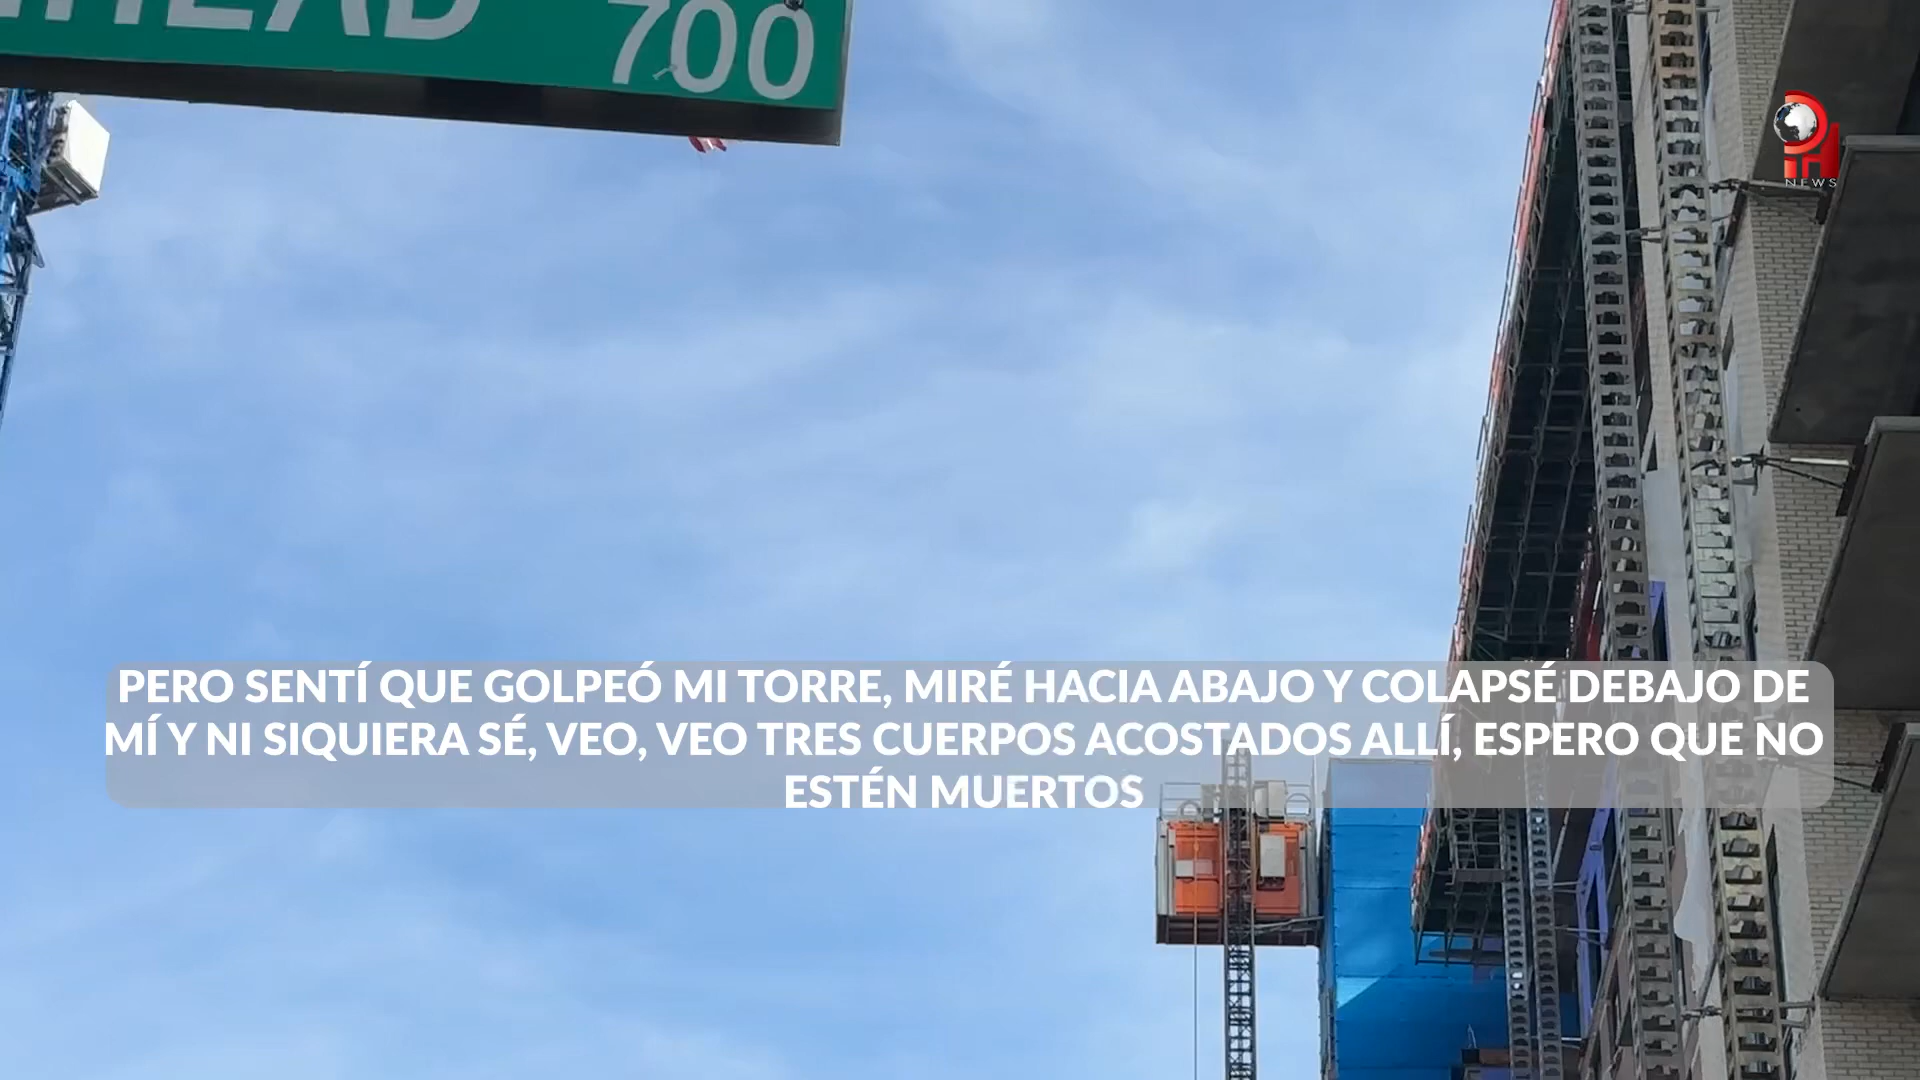 700
NEWS
PERO SENTÍ QUE GOLPEÓ MI TORRE, MIRÉ HACIA ABAJO Y COLAPSÉ DEBAJO DE
MÍ Y NI SIQUIERA SÉ, VEO, VEO TRES CUERPOS ACOSTADOS ALLÍ, ESPERO QUE NO
ESTÉN MUERTOS